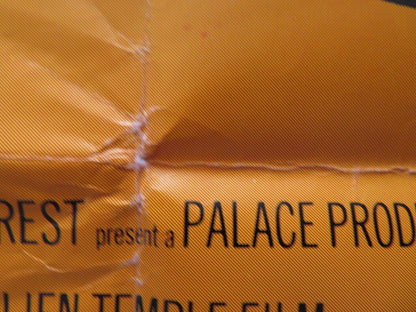 REST present a PALACE PROD
LIEN TEMPLE FILM